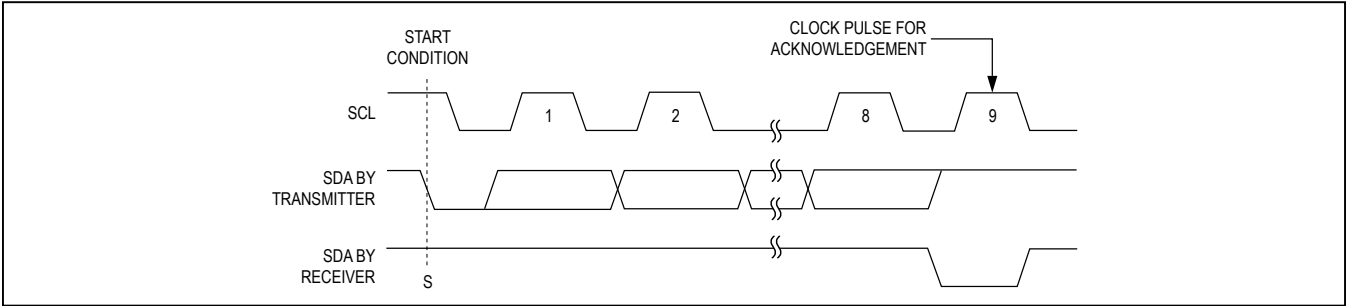 START
CONDITION
CLOCK PULSE FOR
ACKNOWLEDGEMENT
SCL
1
2
8
9
SDA BY
TRANSMITTER
SDA BY
RECEIVER
S